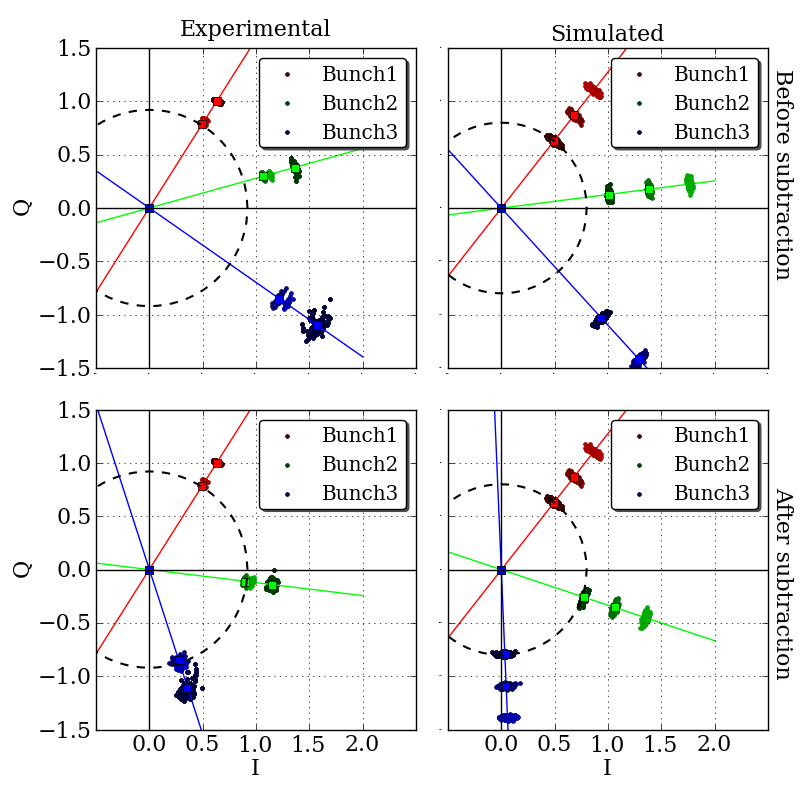 Experimental
Simulated
Q
1.5
1.0
0.5
0.0
−0.5
−1.0
−1.5
Bunch1
Bunch2
Bunch3
Bunch1
Bunch2
Bunch3
Before subtraction
Q
1.5
1.0
0.5
0.0
−0.5
−1.0
−1.5
Bunch1
Bunch2
Bunch3
Bunch1
Bunch2
Bunch3
After subtraction
0.0 0.5 1.0 1.5 2.0
0.0 0.5 1.0 1.5 2.0
I
I